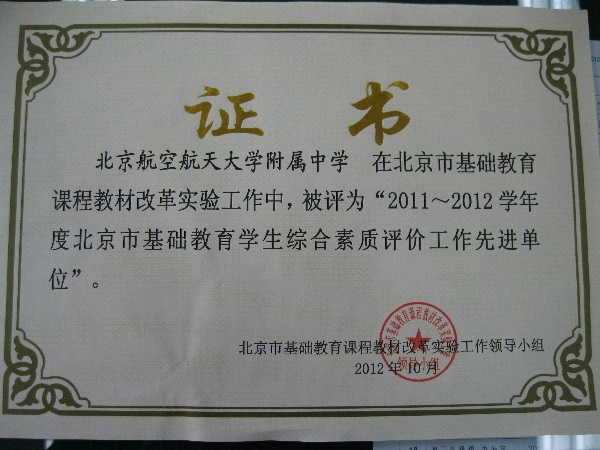 证书
北京航空航天大学附属中学 在北京市基础教育
课程教材改革实验工作中，被评为“2011～2012学年
度北京市基础教育学生综合素质评价工作先进单
位”。
北京市基础教育课程教材改革实验工作领导小组
2012年10月